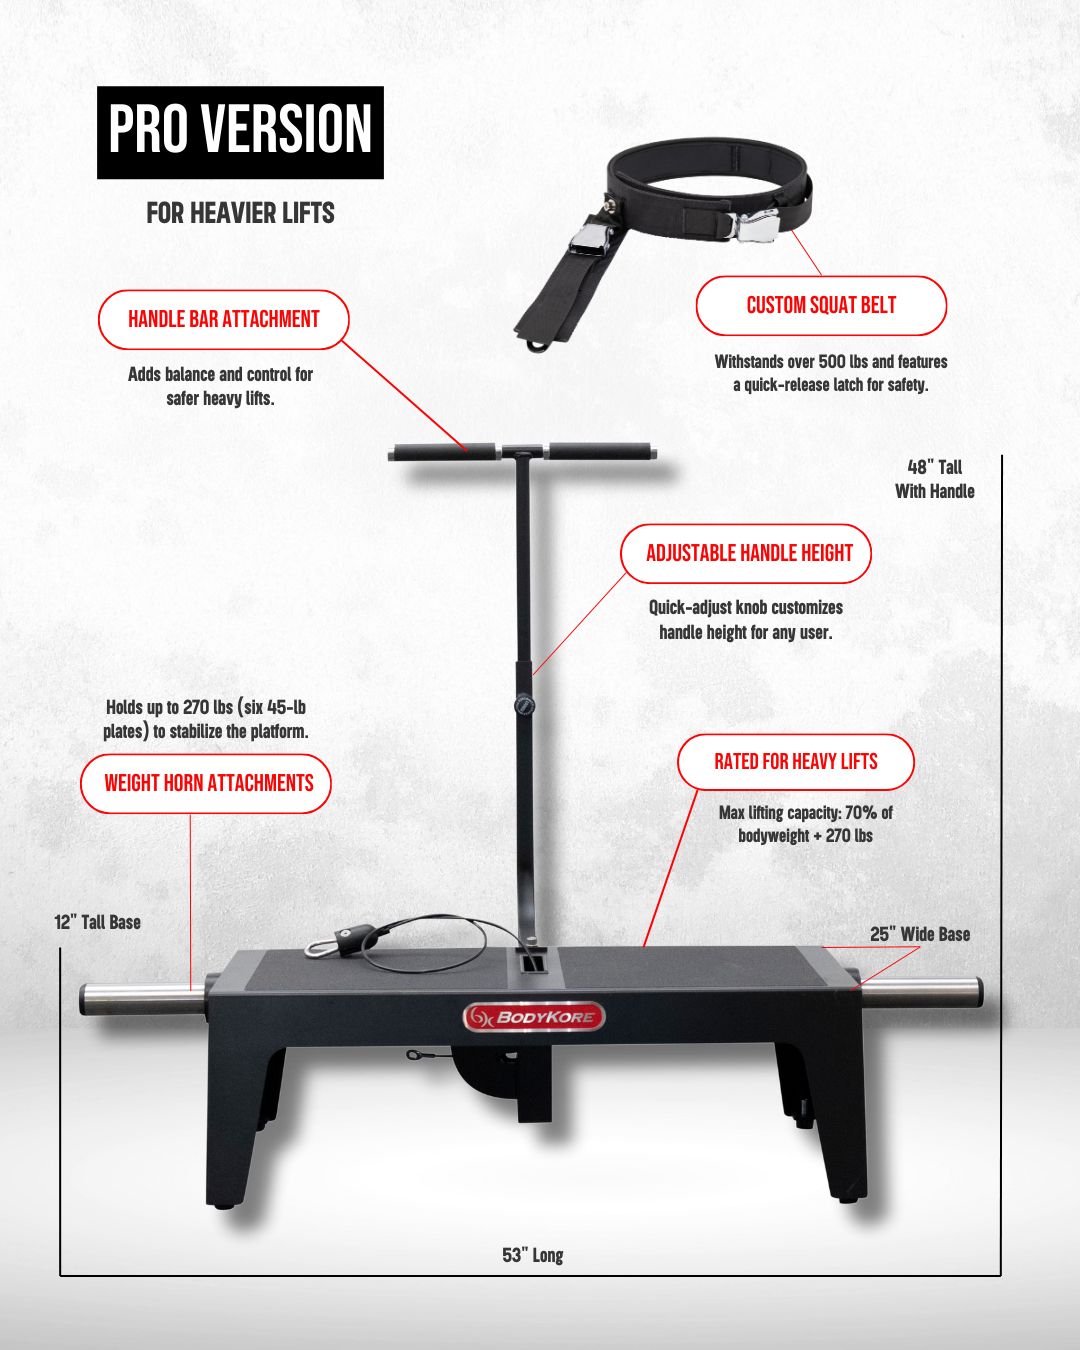 PRO VERSION
FOR HEAVIER LIFTS
HANDLE BAR ATTACHMENT
Adds balance and control for
safer heavy lifts.
CUSTOM SQUAT BELT
Withstands over 500 lbs and features
a quick-release latch for safety.
48" Tall
With Handle
ADJUSTABLE HANDLE HEIGHT
Quick-adjust knob customizes
handle height for any user.
Holds up to 270 lbs (six 45-lb
plates) to stabilize the platform.
WEIGHT HORN ATTACHMENTS
RATED FOR HEAVY LIFTS
Max lifting capacity: 70% of
bodyweight + 270 lbs
12" Tall Base
25" Wide Base
BODYKORE
53" Long